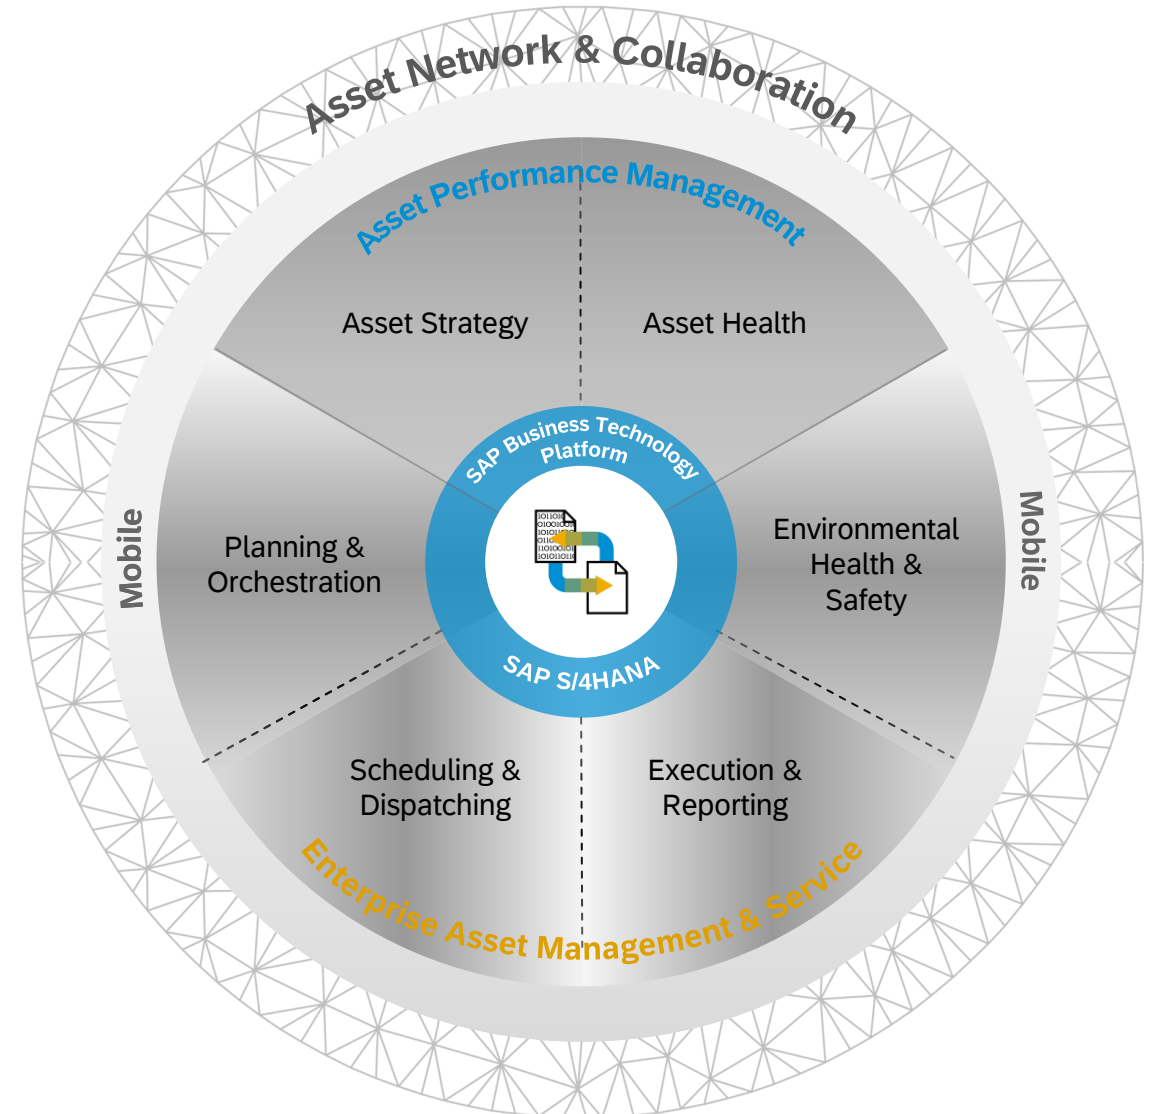 Asset Network & Collaboration
Asset Performance Management
Asset Strategy
Asset Health
SAP Business Technology
Platform
Mobile
Planning &
Orchestration
Environmental
Health &
Safety
Mobile
SAP S/4HANA
Scheduling &
Dispatching
Execution &
Reporting
Enterprise Asset Management & Service